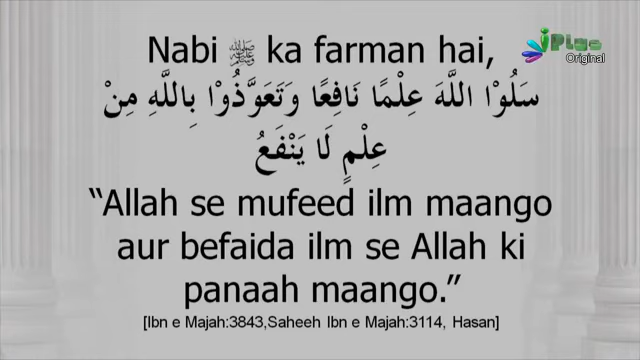 Nabi ﷺ ka farman hai,
iPlus
Original
سَلُوْا اللَّهَ عِلْمًا نَافِعًا وَتَعَوَّذُوْا بِاللَّهِ مِنْ
عِلْمٍ لَا يَنْفَعُ
“Allah se mufeed ilm maango
aur befaida ilm se Allah ki
panaah maango.”
[Ibn e Majah:3843,Saheeh Ibn e Majah:3114, Hasan]